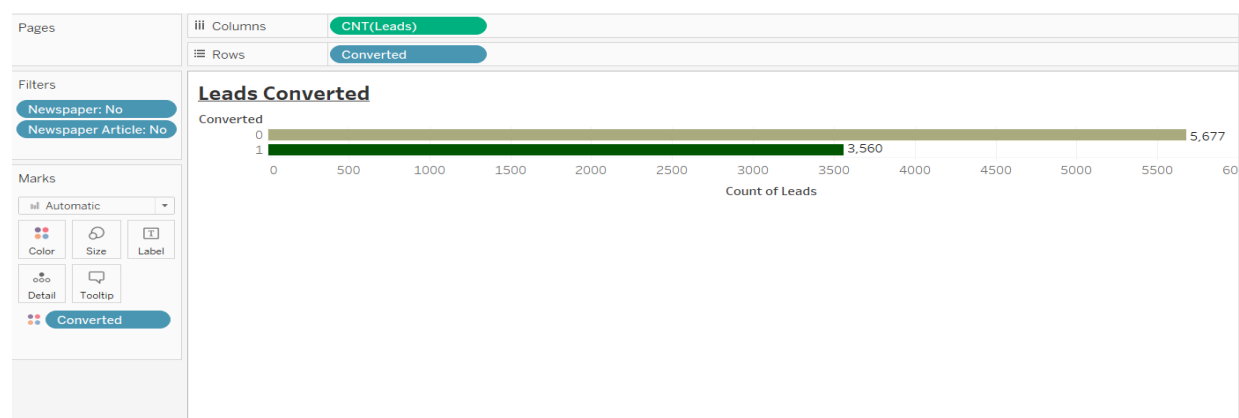 Pages
iii Columns CNT(Leads)
Rows Converted
Filters
Newspaper: No
Newspaper Article: No
Marks
Automatic
Color Size Label
Detail Tooltip
Converted
Leads Converted
Converted
0 5,677
1 3,560
0 500 1000 1500 2000 2500 3000 3500 4000 4500 5000 5500 60
Count of Leads